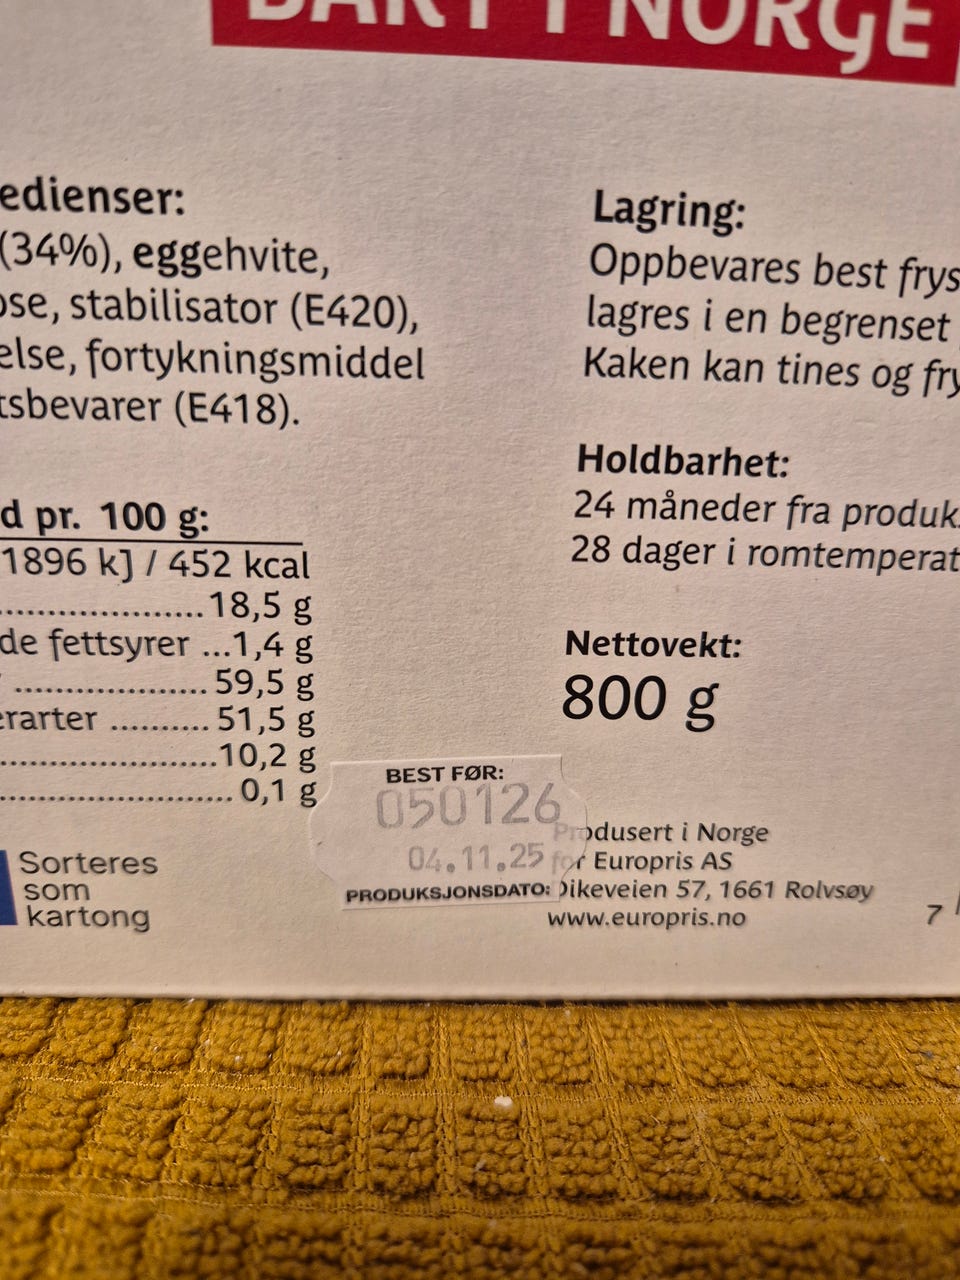 BAKT I NORGE
edienser:
(34%), eggehvite,
ose, stabilisator (E420),
else, fortykningsmiddel
tsbevarer (E418).
d pr. 100 g:
1896 kJ / 452 kcal
....................18,5 g
de fettsyrer ...1,4 g
.................... 59,5 g
erarter .......... 51,5 g
......................10,2 g
........................ 0,1 g
Sorteres
som
kartong
Lagring:
Oppbevares best frys
lagres i en begrenset
Kaken kan tines og fry
Holdbarhet:
24 måneder fra produk
28 dager i romtemperat
Nettovekt:
800 g
BEST FØR:
050126
04.11.25
PRODUKSJONSDATO:
Produsert i Norge
for Europris AS
Dikeveien 57, 1661 Rolvsøy
www.europris.no
7